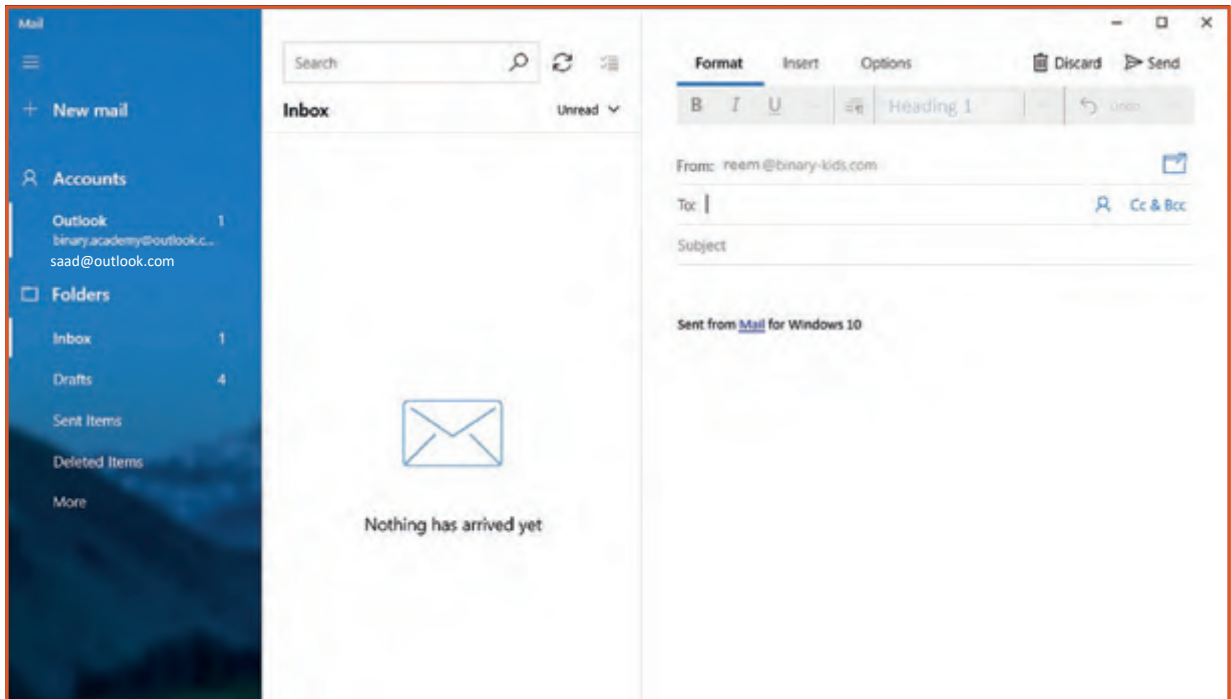 Mail
New mail
Accounts
Outlook 1
binary.academy@outlook.c...
saad@outlook.com
Folders
Inbox 1
Drafts 4
Sent Items
Deleted Items
More
Search
Inbox Unread
Nothing has arrived yet
Format Insert Options Discard Send
B I U Heading 1 Undo
From: reem@binary-kids.com
To: Cc & Bcc
Subject
Sent from Mail for Windows 10